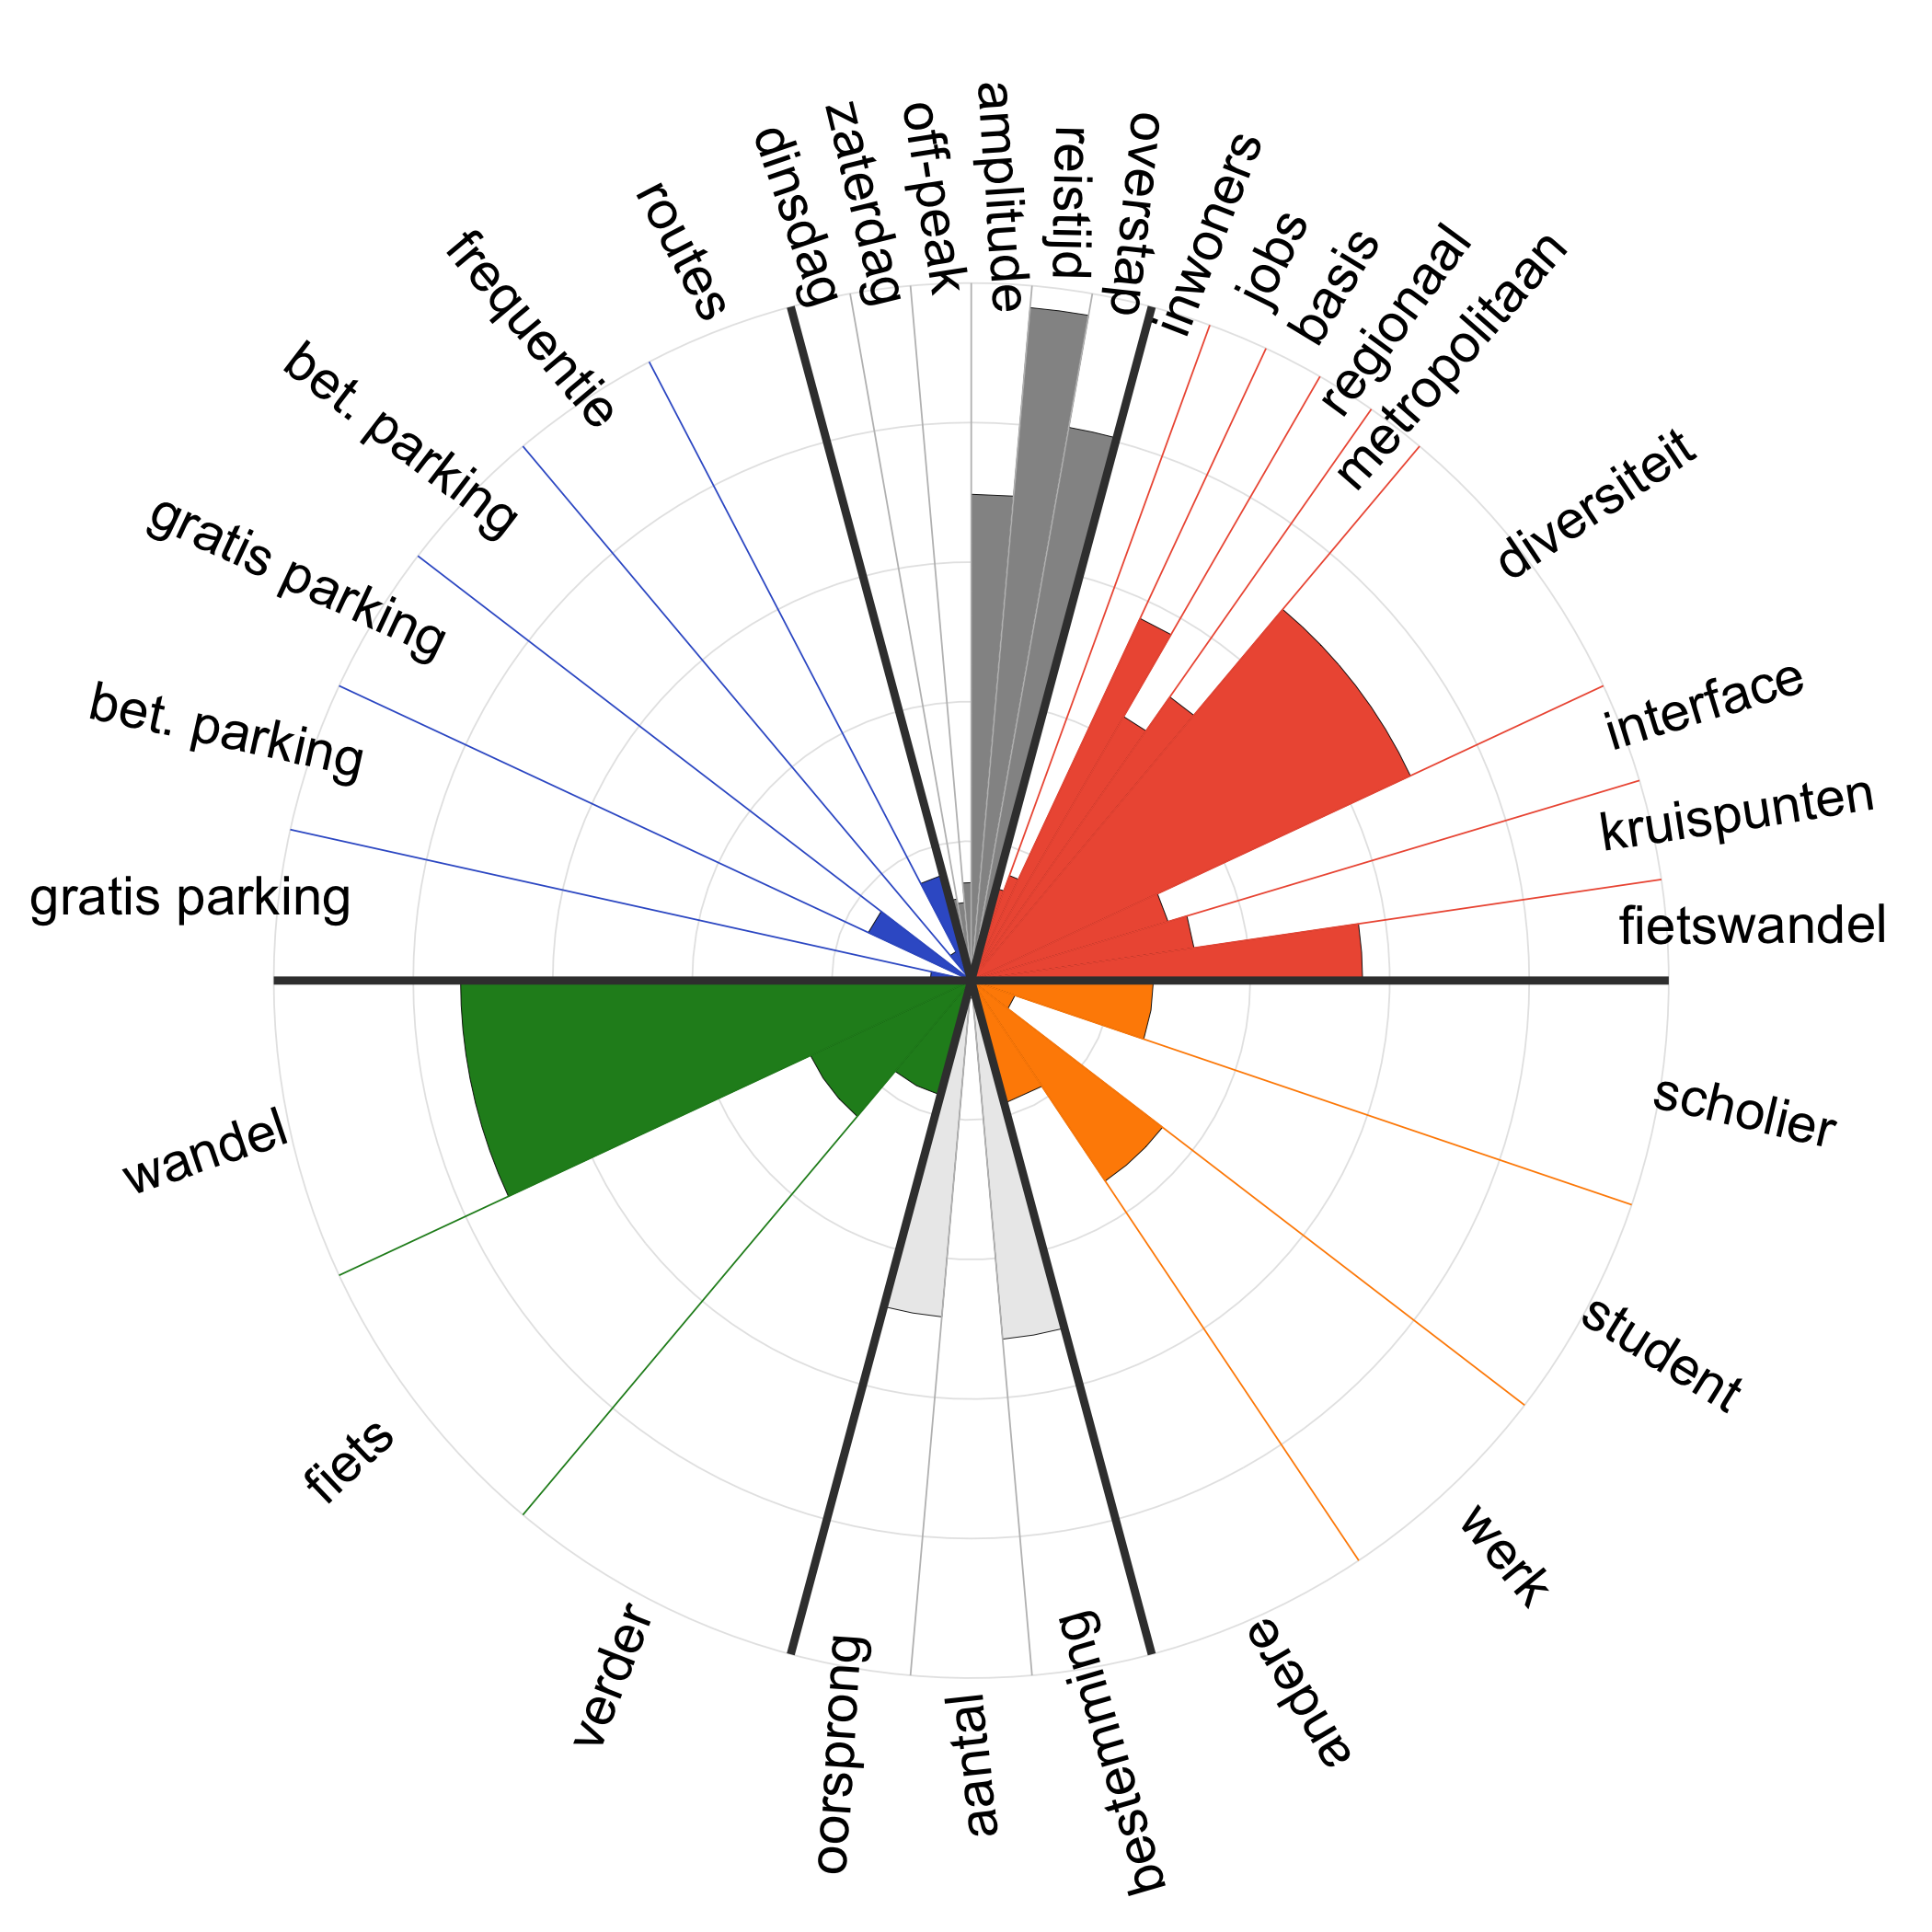 amplitude
reistijd
overstap
inwoners
jobs
basis
regionaal
metropolitaan
diversiteit
interface
kruispunten
fietswandel
scholier
student
werk
andere
bestemming
aantal
oorsprong
verder
fiets
wandel
gratis parking
bet. parking
gratis parking
bet. parking
frequentie
routes
dinsdag
zaterdag
off-peak